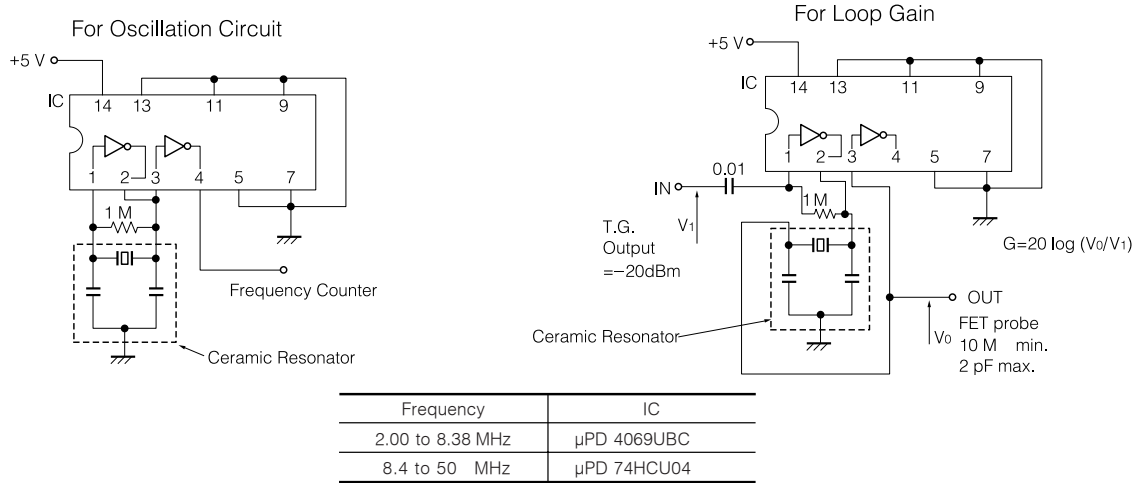 For Oscillation Circuit
+5 V
IC
14 13 11 9
1 2 3 4 5 7
1 M
Frequency Counter
Ceramic Resonator
For Loop Gain
+5 V
IC
14 13 11 9
1 2 3 4 5 7
0.01
IN
1 M
V1
T.G.
Output
=−20dBm
G=20 log (V0/V1)
OUT
Ceramic Resonator
V0
FET probe
10 M min.
2 pF max.
Frequency IC
2.00 to 8.38 MHz µPD 4069UBC
8.4 to 50 MHz µPD 74HCU04